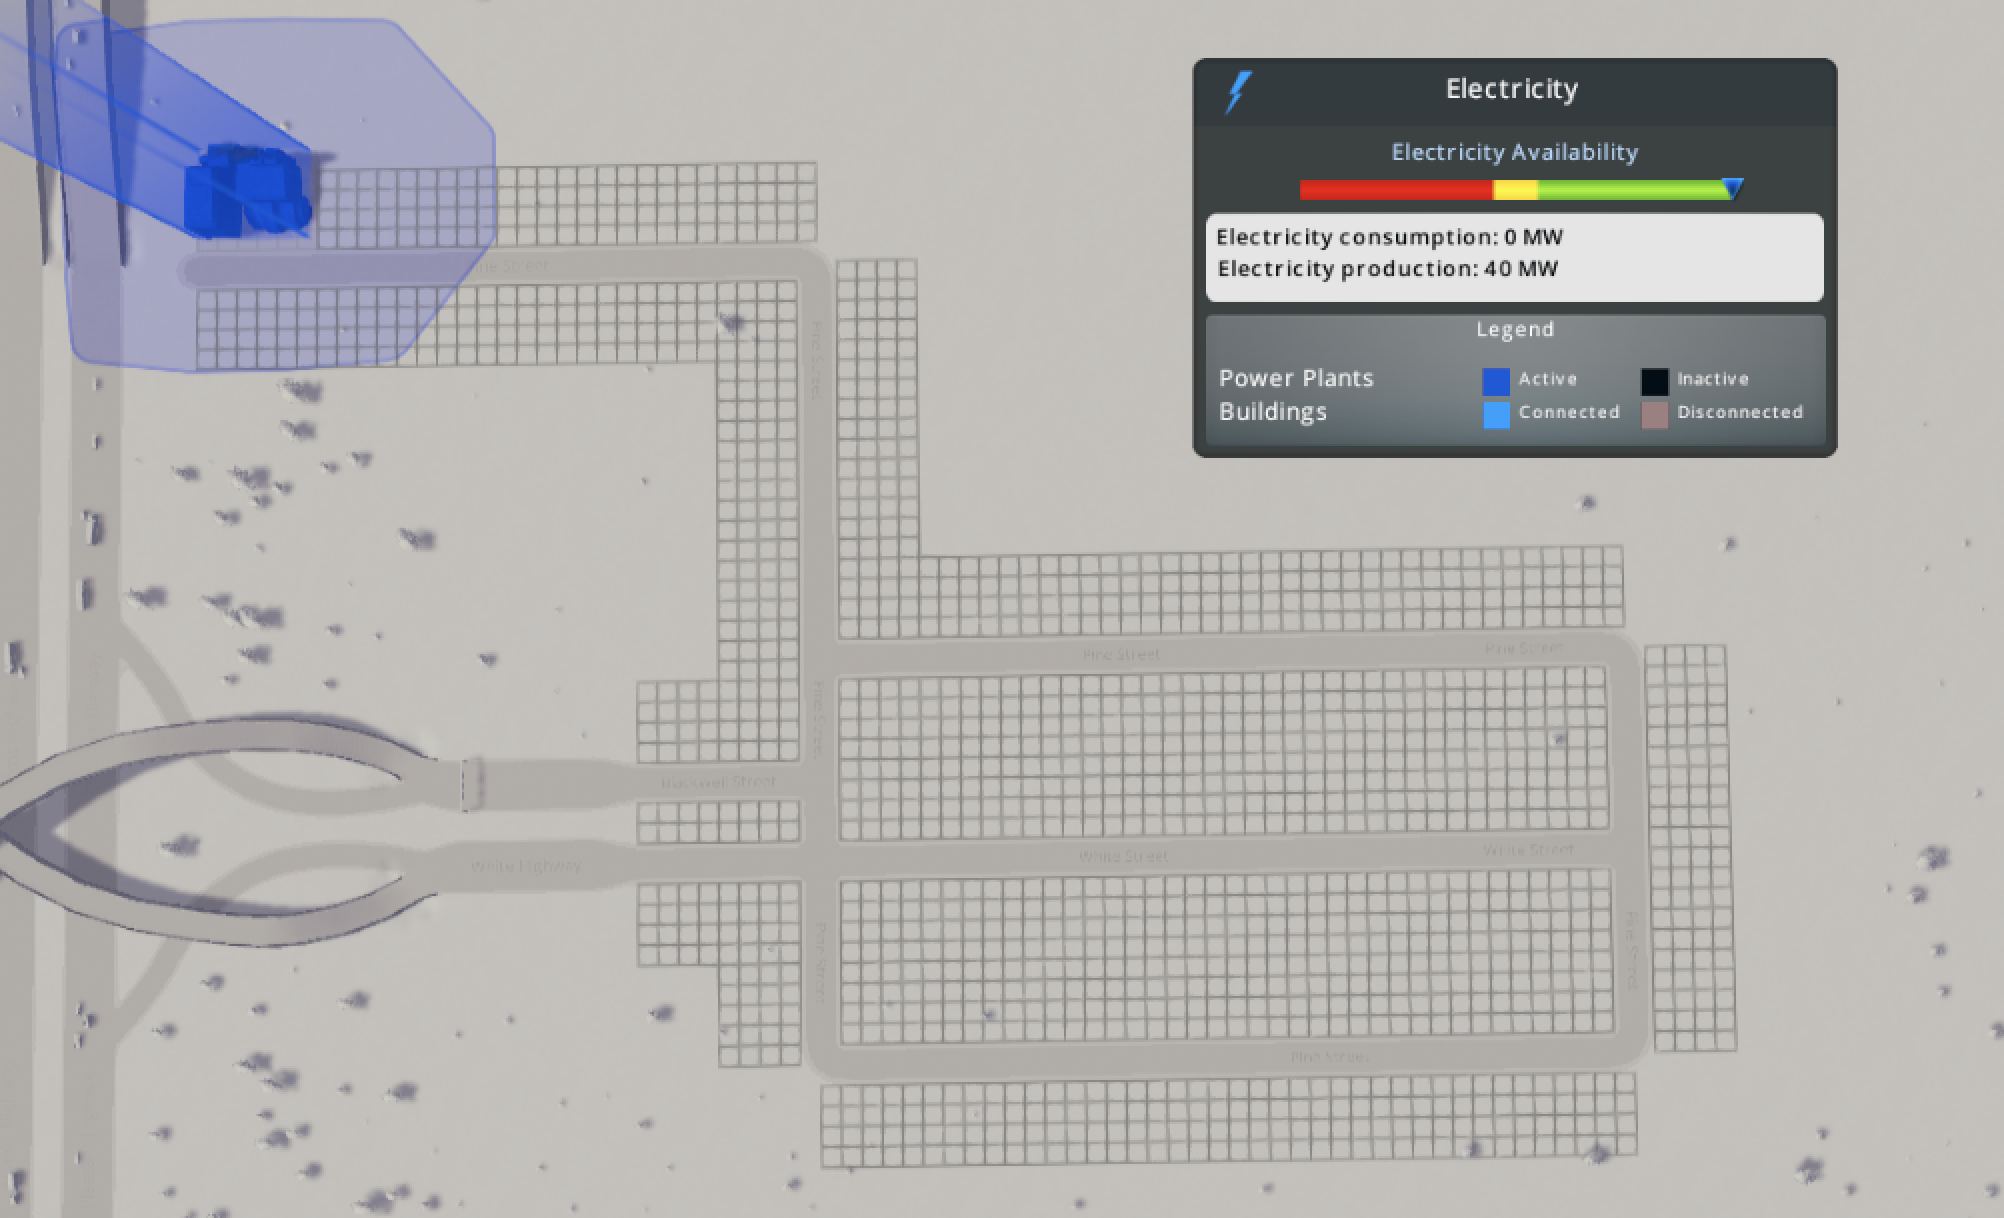 Electricity
Electricity Availability
Electricity consumption: 0 MW
Electricity production: 40 MW
Legend
Power Plants
Active
Inactive
Buildings
Connected
Disconnected
Pine Street
Pine Street
Pine Street
Pine Street
Pine Street
Blackwell Street
White Street
White Street
White Highway
Pine Street
Pine Street
Pine Street